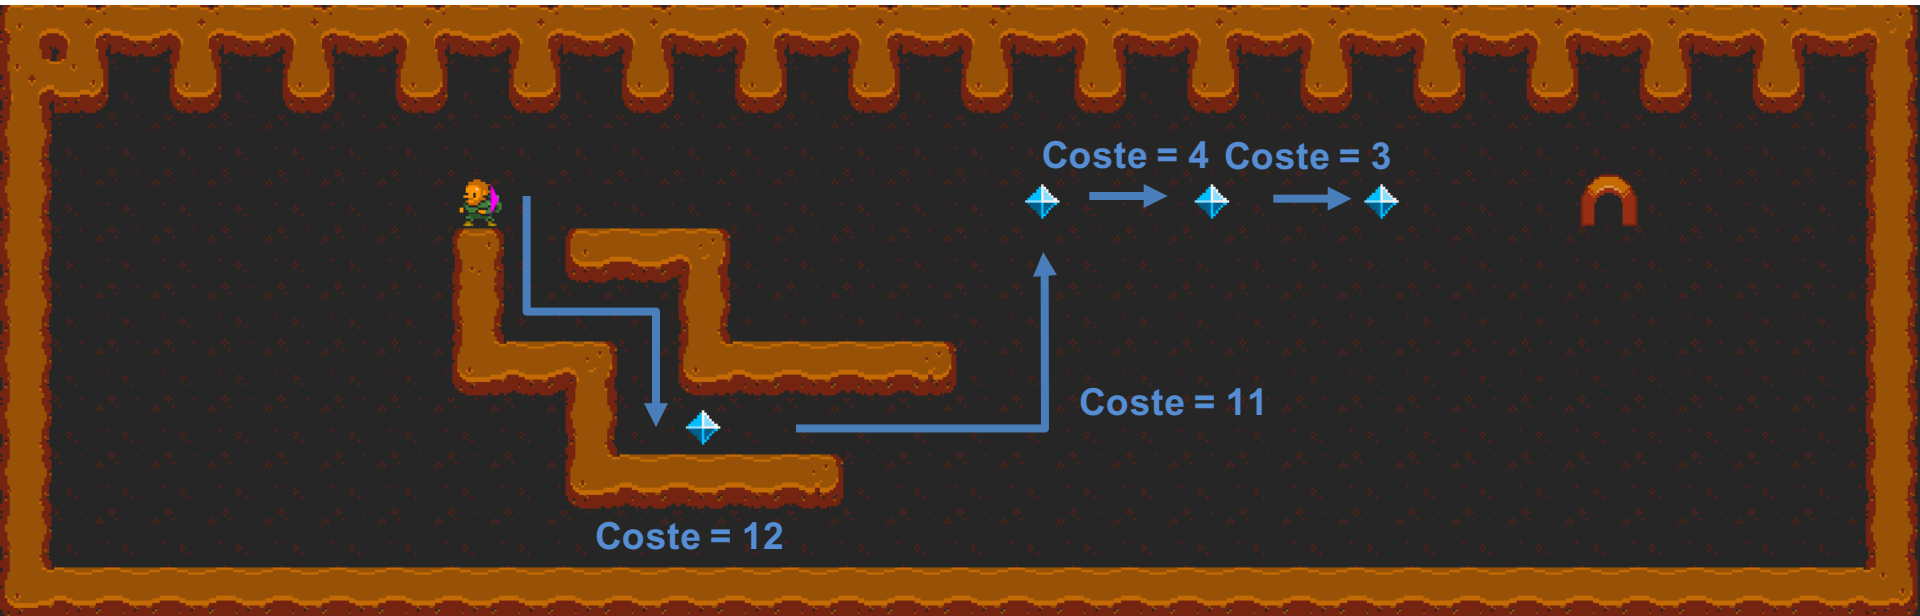 Coste = 4 Coste = 3
Coste = 11
Coste = 12